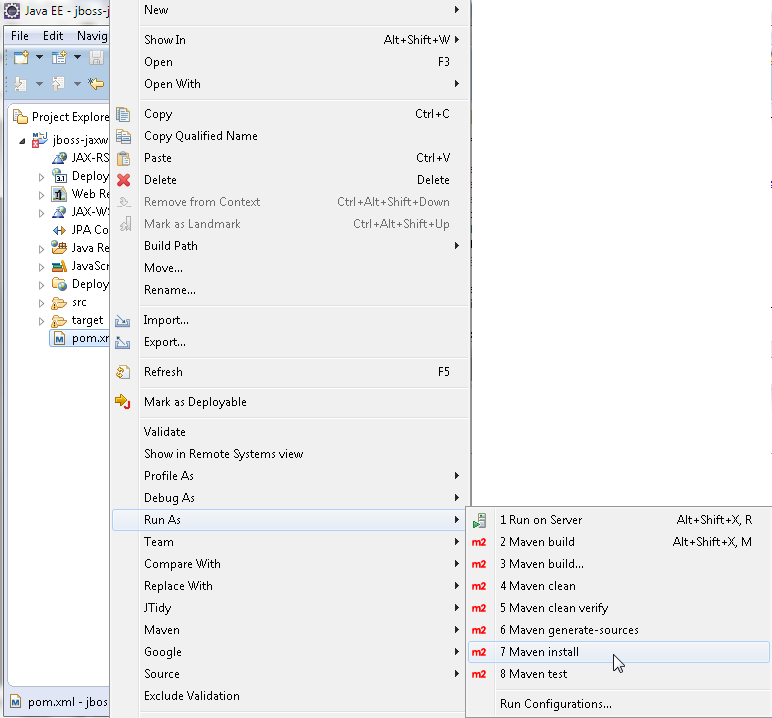 Java EE - jboss-j
File Edit Navig
Project Explore
jboss-jaxw
JAX-RS
Deploy
Web Re
JAX-WS
JPA Co
Java Re
JavaScr
Deploy
src
target
pom.xm
pom.xml - jbos
New
Show In Alt+Shift+W
Open F3
Open With
Copy Ctrl+C
Copy Qualified Name
Paste Ctrl+V
Delete Delete
Remove from Context Ctrl+Alt+Shift+Down
Mark as Landmark Ctrl+Alt+Shift+Up
Build Path
Move...
Rename...
Import...
Export...
Refresh F5
Mark as Deployable
Validate
Show in Remote Systems view
Profile As
Debug As
Run As
Team
Compare With
Replace With
JTidy
Maven
Google
Source
Exclude Validation
1 Run on Server Alt+Shift+X, R
m2 2 Maven build Alt+Shift+X, M
m2 3 Maven build...
m2 4 Maven clean
m2 5 Maven clean verify
m2 6 Maven generate-sources
m2 7 Maven install
m2 8 Maven test
Run Configurations...